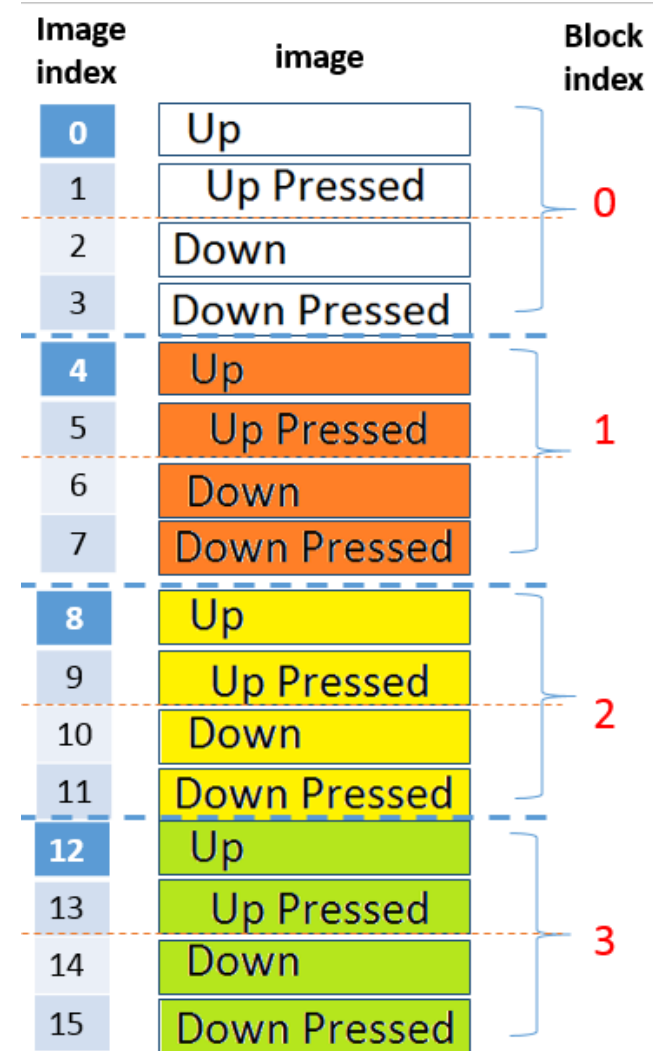 Image index image Block index
0 Up
1 Up Pressed
0
2 Down
3 Down Pressed
4 Up
5 Up Pressed
1
6 Down
7 Down Pressed
8 Up
9 Up Pressed
2
10 Down
11 Down Pressed
12 Up
13 Up Pressed
3
14 Down
15 Down Pressed